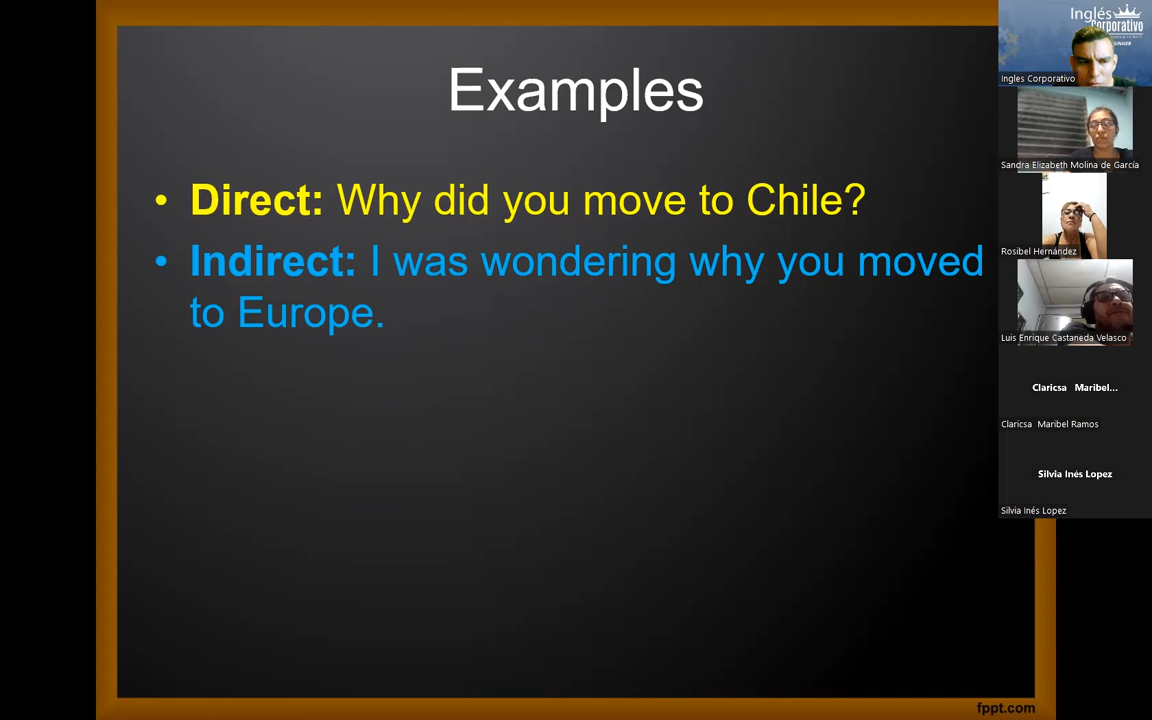 Examples
• Direct: Why did you move to Chile?
• Indirect: I was wondering why you moved
to Europe.
fppt.com
Inglés
Corporativo
Ingles Corporativo
Sandra Elizabeth Molina de García
Rosibel Hernández
Luis Enrique Castaneda Velasco
Claricsa Maribel...
Claricsa Maribel Ramos
Silvia Inés Lopez
Silvia Inés Lopez